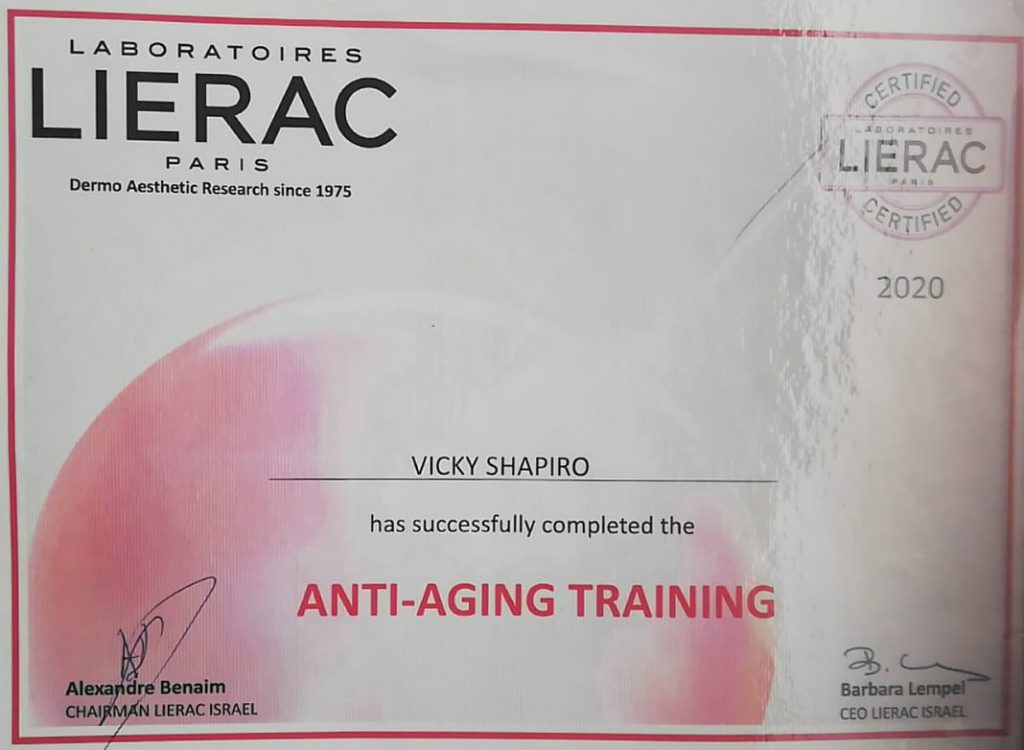 LABORATOIRES
LIERAC
PARIS
Dermo Aesthetic Research since 1975
CERTIFIED
LABORATOIRES
LIERAC
PARIS
CERTIFIED
2020
VICKY SHAPIRO
has successfully completed the
ANTI-AGING TRAINING
Alexandre Benaim
CHAIRMAN LIERAC ISRAEL
Barbara Lempel
CEO LIERAC ISRAEL